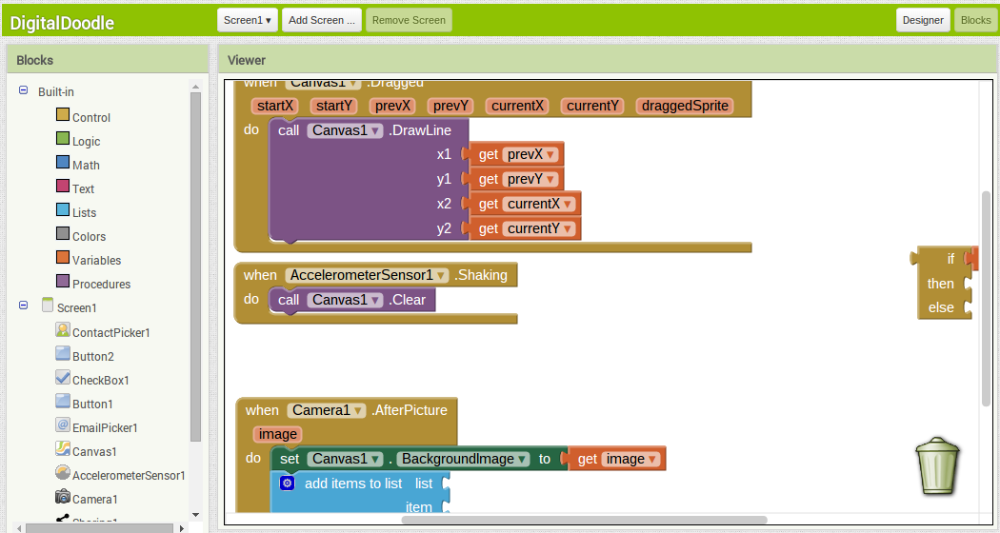 DigitalDoodle Screen1 ▾ Add Screen ... Remove Screen Designer Blocks
Blocks
Built-in
Control
Logic
Math
Text
Lists
Colors
Variables
Procedures
Screen1
ContactPicker1
Button2
CheckBox1
Button1
EmailPicker1
Canvas1
AccelerometerSensor1
Camera1
Sharing1
Viewer
when Canvas1 .Dragged
startX startY prevX prevY currentX currentY draggedSprite
do call Canvas1 .DrawLine
x1 get prevX
y1 get prevY
x2 get currentX
y2 get currentY
when AccelerometerSensor1 .Shaking
do call Canvas1 .Clear
if
then
else
when Camera1 .AfterPicture
image
do set Canvas1 . BackgroundImage to get image
add items to list list
item